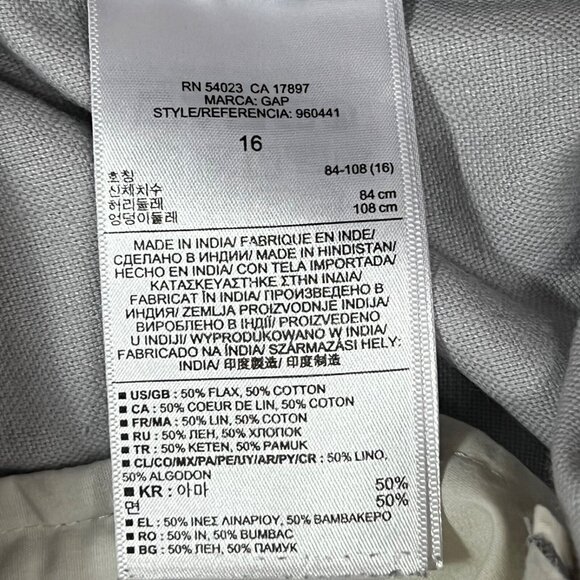 RN 54023 CA 17897
MARCA: GAP
STYLE/REFERENCIA: 960441
16
호칭 84-108 (16)
신체치수
허리둘레 84 cm
엉덩이둘레 108 cm
MADE IN INDIA/ FABRIQUE EN INDE/
СДЕЛАНО В ИНДИИ/ MADE IN HINDISTAN/
HECHO EN INDIA/ CON TELA IMPORTADA/
ΚΑΤΑΣΚΕΥΑΣΤΗΚΕ ΣΤΗΝ ΙΝΔΙΑ/
FABRICAT ÎN INDIA/ ПРОИЗВЕДЕНО В
ИНДИЯ/ ZEMLJA PROIZVODNJE INDIJA/
ВИРОБЛЕНО В ІНДІЇ/ PROIZVEDENO
U INDIJI/ WYPRODUKOWANO W INDIA/
FABRICADO NA ÍNDIA/ SZÁRMAZÁSI HELY:
INDIA/ 印度製造/ 印度制造/
■ US/GB : 50% FLAX, 50% COTTON
■ CA : 50% COEUR DE LIN, 50% COTON
■ FR/MA : 50% LIN, 50% COTON
■ RU : 50% ЛЕН, 50% ХЛОПОК
■ TR : 50% KETEN, 50% PAMUK
■ CL/CO/MX/PA/PE/UY/AR/PY/CR : 50% LINO,
50% ALGODON
■ KR : 아마 50%
면 50%
■ EL : 50% ΙΝΕΣ ΛΙΝΑΡΙΟΥ, 50% ΒΑΜΒΑΚΕΡΟ
■ RO : 50% IN, 50% BUMBAC
■ BG : 50% ЛЕН, 50% ПАМУК